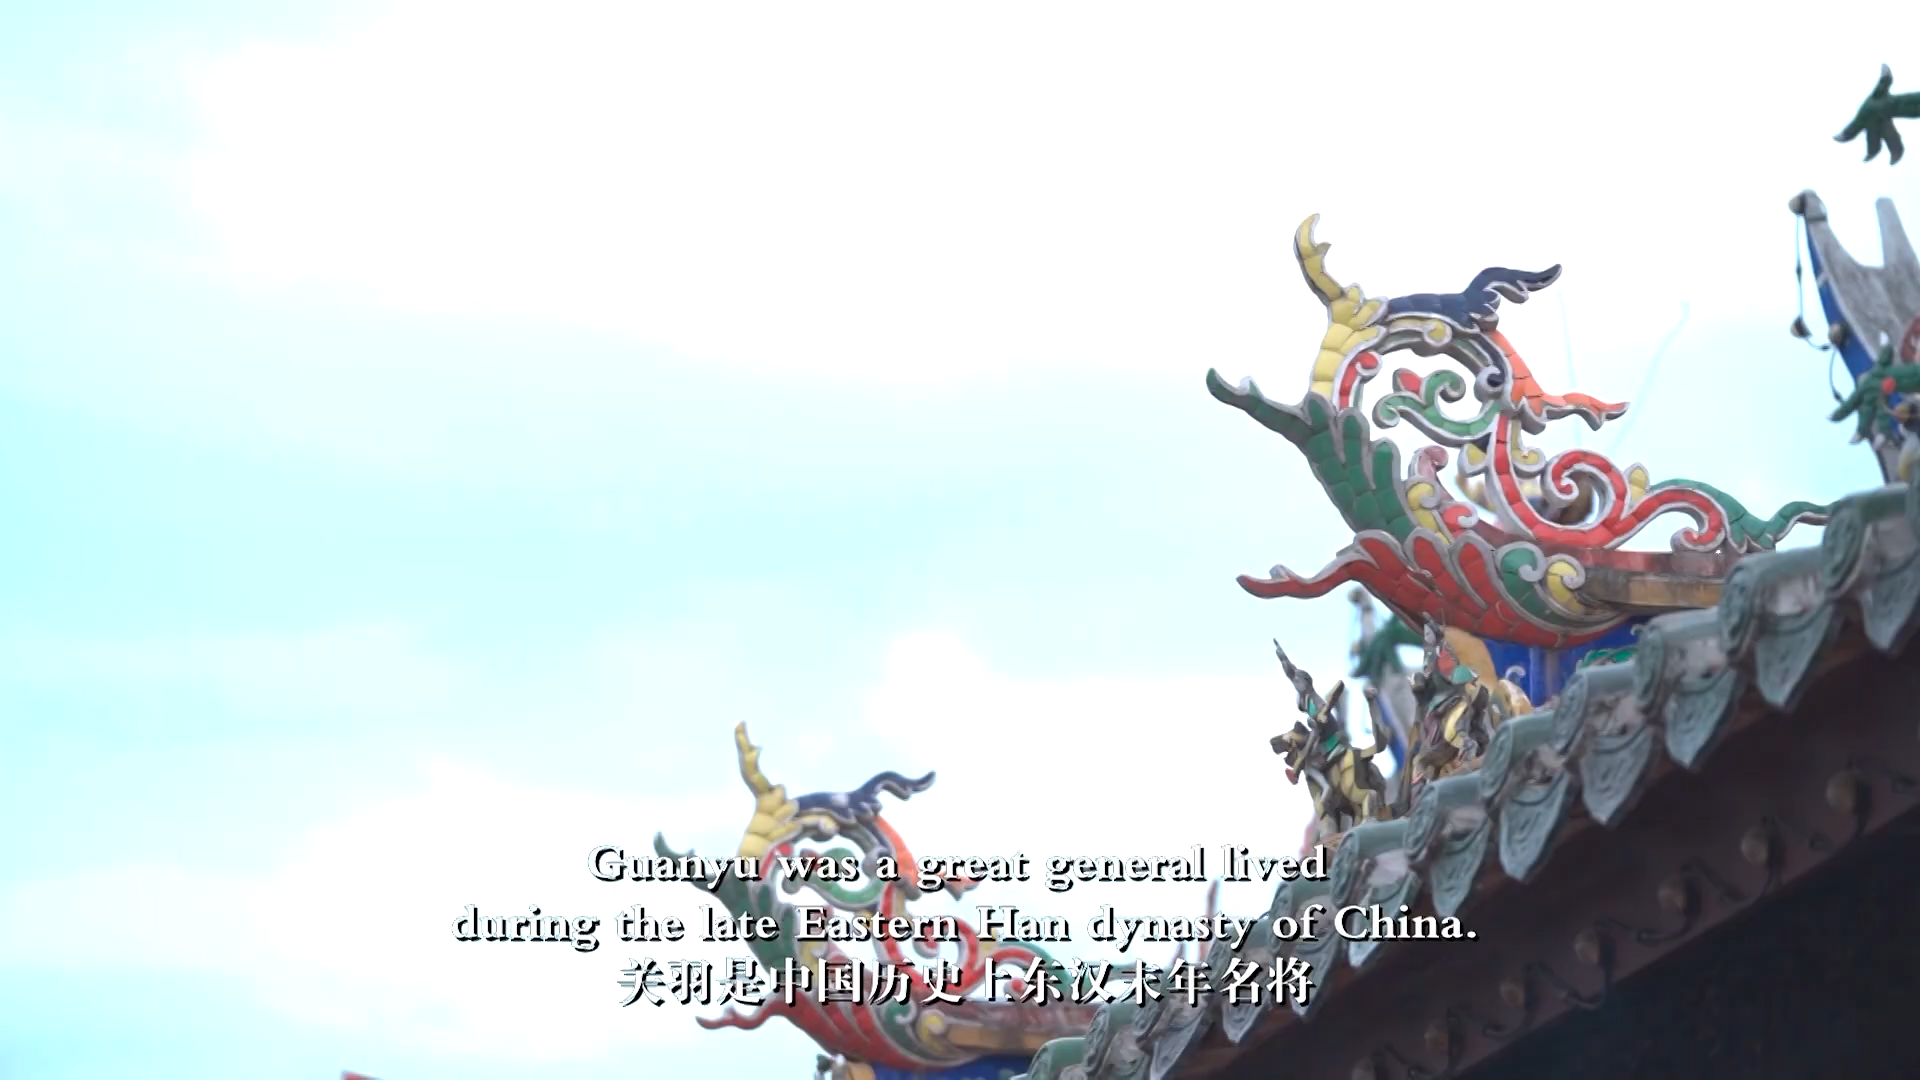 Guanyu was a great general lived
during the late Eastern Han dynasty of China.
关羽是中国历史上东汉末年名将